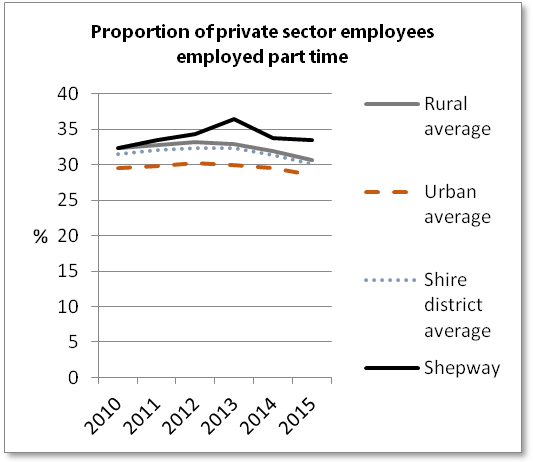 Proportion of private sector employees
employed part time
40
35
30
25
20
15
10
5
0
%
2010
2011
2012
2013
2014
2015
Rural
average
Urban
average
Shire
district
average
Shepway